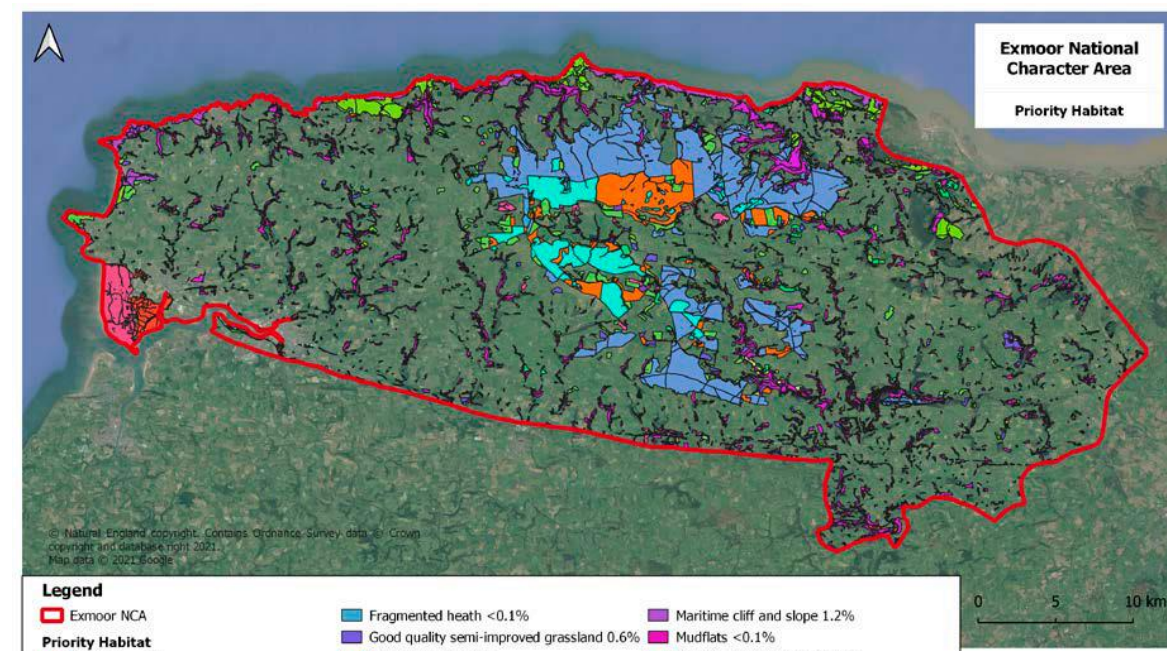 Exmoor National
Character Area
Priority Habitat
© Natural England copyright. Contains Ordnance Survey data © Crown
copyright and database right 2021.
Map data © 2021 Google
Legend
Exmoor NCA
Priority Habitat
Fragmented heath <0.1%
Good quality semi-improved grassland 0.6%
Maritime cliff and slope 1.2%
Mudflats <0.1%
0 5 10 km